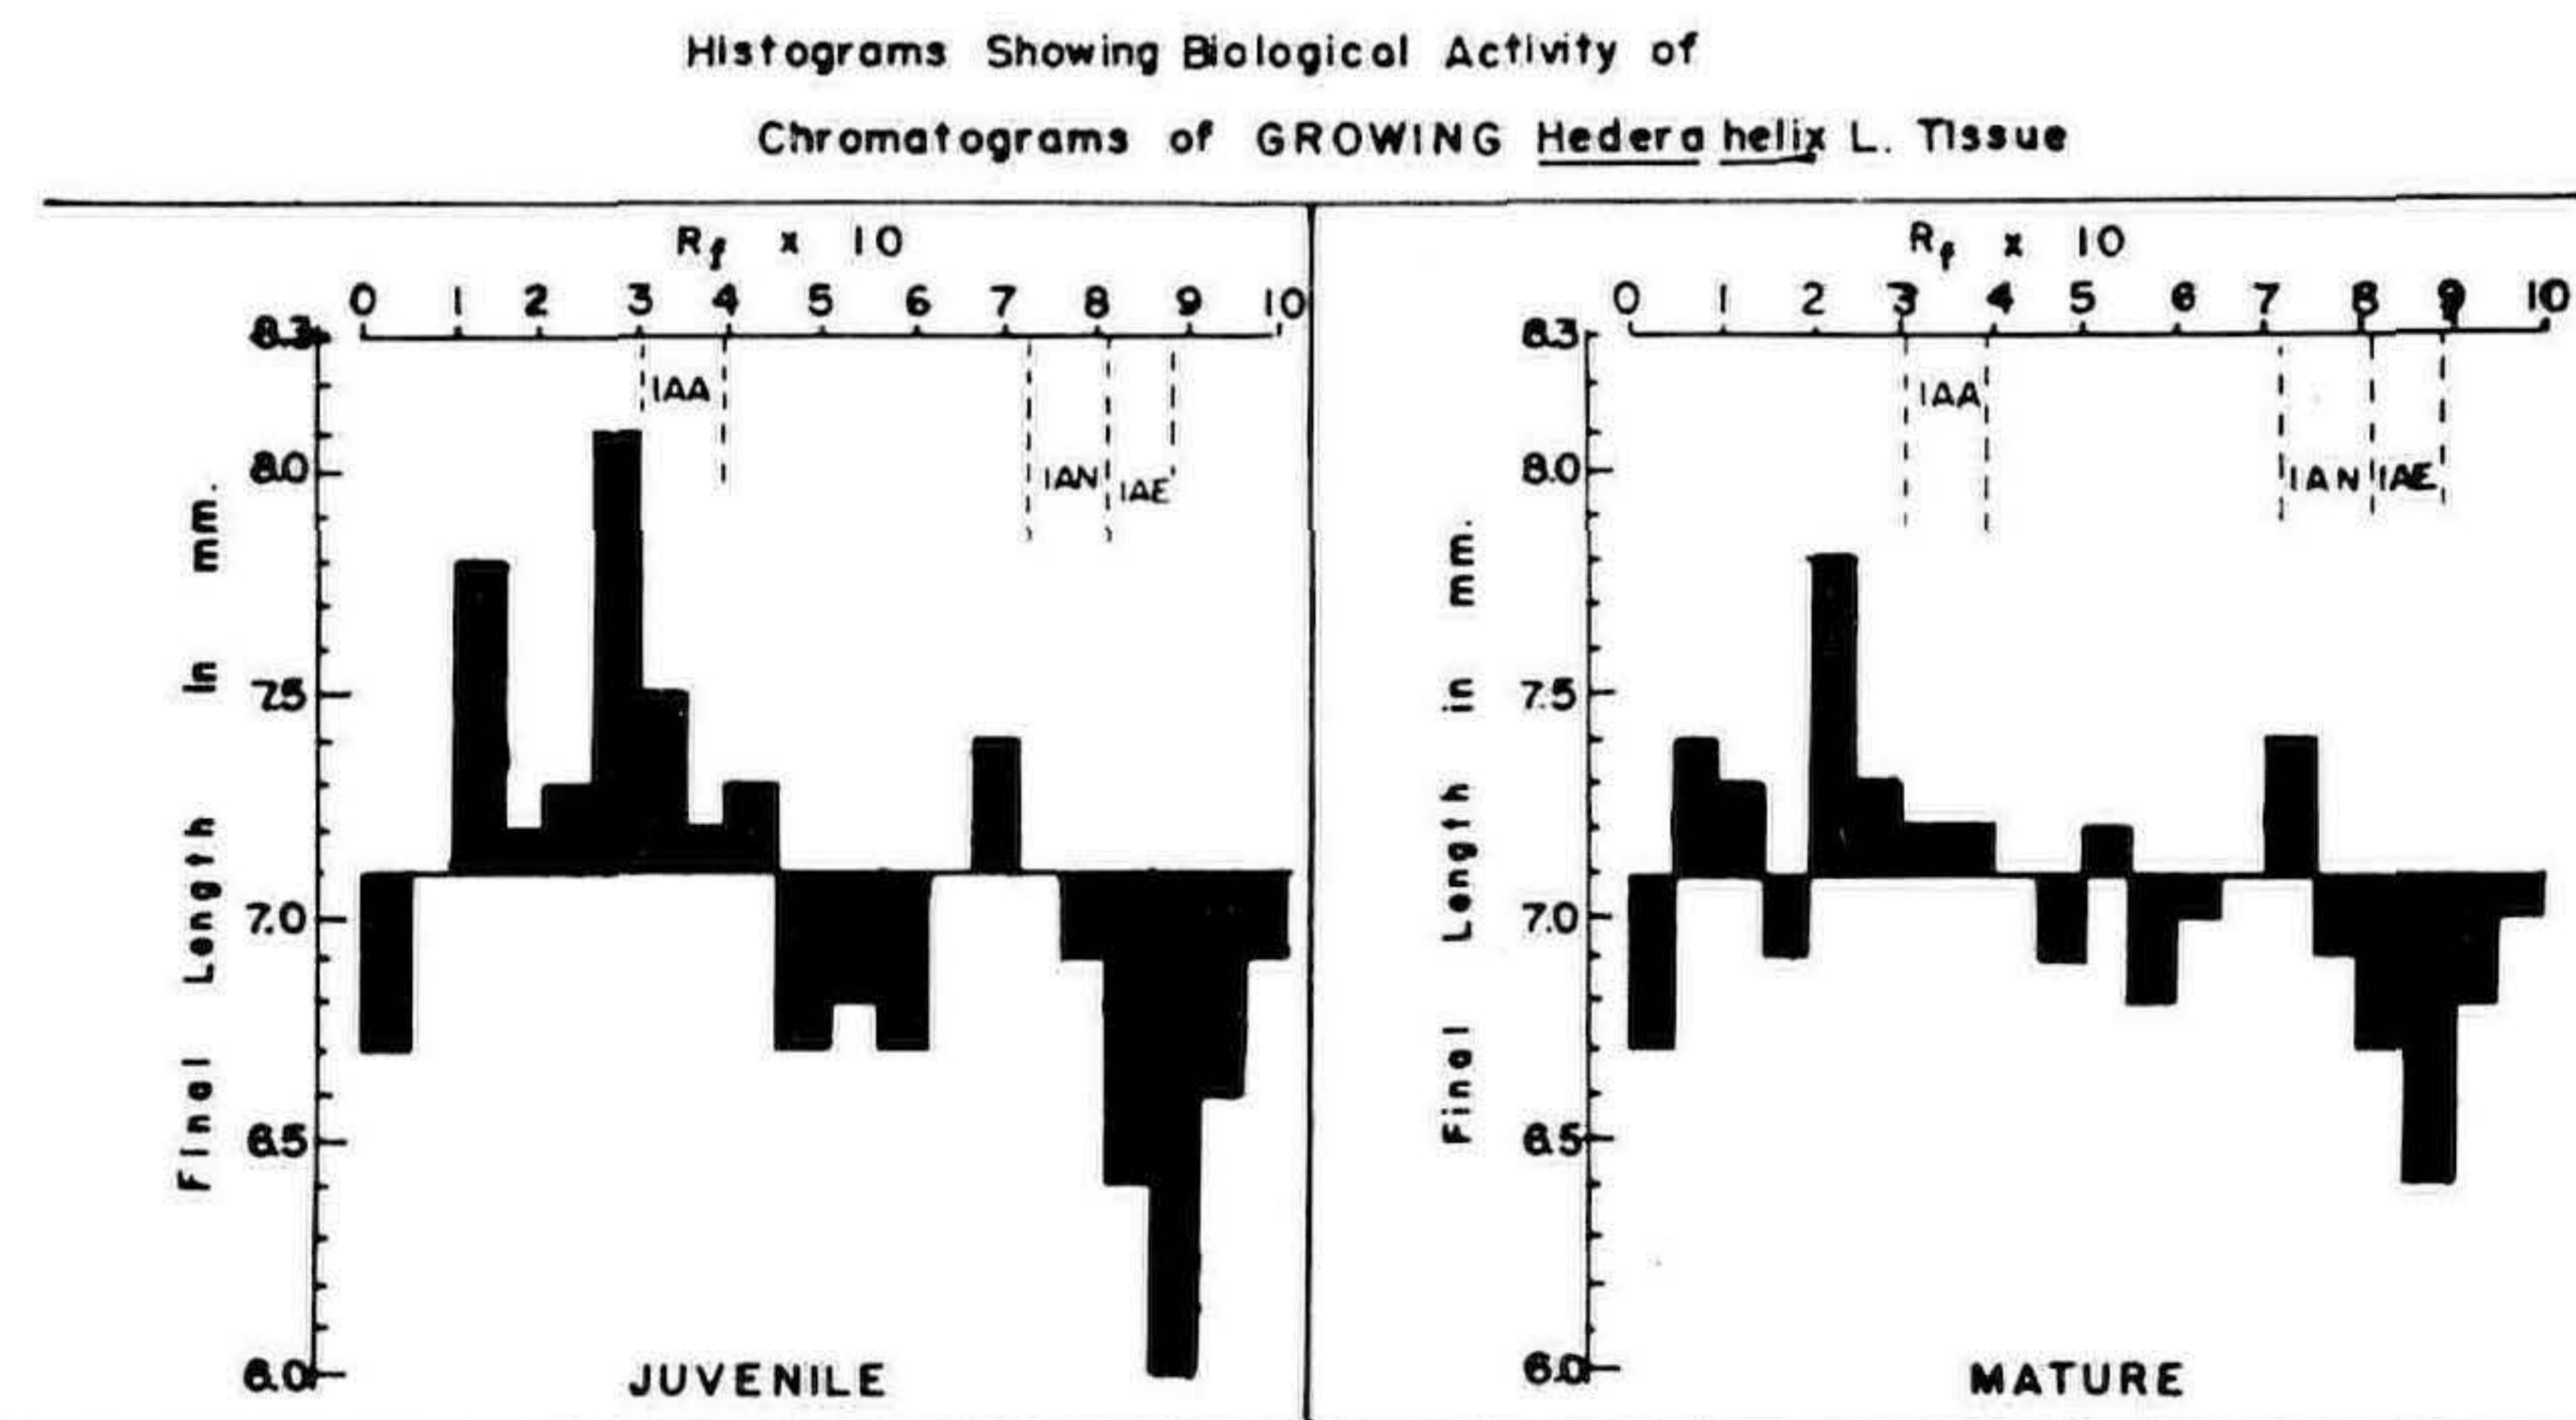 Histograms Showing Biological Activity of
Chromatograms of GROWING Hedera helix L. Tissue
Rf x 10
0 1 2 3 4 5 6 7 8 9 10
8.3
8.0
7.5
7.0
6.5
6.0
Final Length in mm.
IAA
IAN
IAE
JUVENILE
Rf x 10
0 1 2 3 4 5 6 7 8 9 10
8.3
8.0
7.5
7.0
6.5
6.0
Final Length in mm.
IAA
IAN
IAE
MATURE